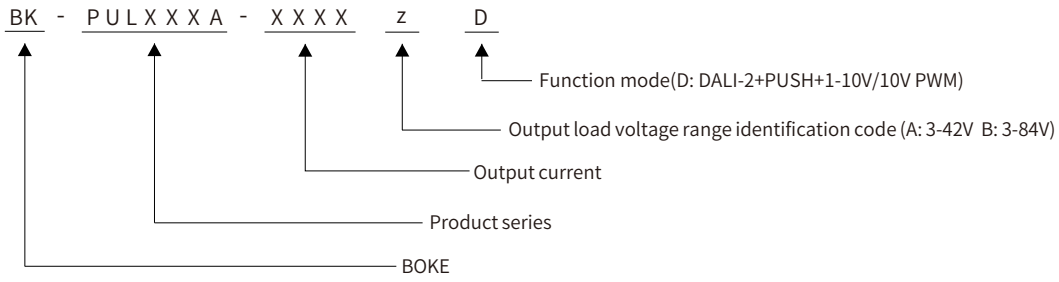 BK - PULXXXA - XXXX z D
Function mode(D: DALI-2+PUSH+1-10V/10V PWM)
Output load voltage range identification code (A: 3-42V B: 3-84V)
Output current
Product series
BOKE